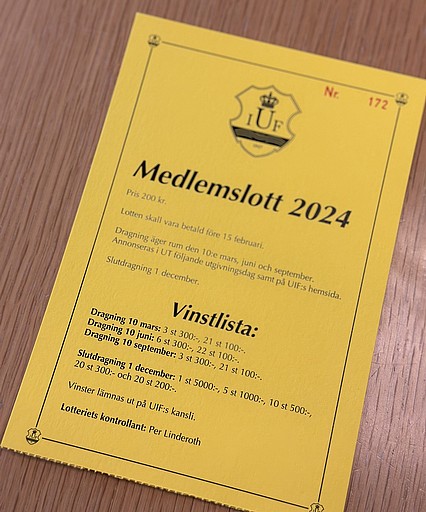 Nr. 172
IUF
Medlemslott 2024
Pris 200 kr.
Lotten skall vara betald före 15 februari.
Dragning äger rum den 10:e mars, juni och september.
Annonseras i UT följande utgivningsdag samt på UIF:s hemsida.
Slutdragning 1 december.
Vinstlista:
Dragning 10 mars: 3 st 300:-, 21 st 100:-.
Dragning 10 juni: 6 st 300:-, 22 st 100:-.
Dragning 10 september: 3 st 300:-, 21 st 100:-.
Slutdragning 1 december: 1 st 5000:-, 5 st 1000:-, 10 st 500:-,
20 st 300:- och 20 st 200:-.
Vinster lämnas ut på UIF:s kansli.
Lotteriets kontrollant: Per Linderoth